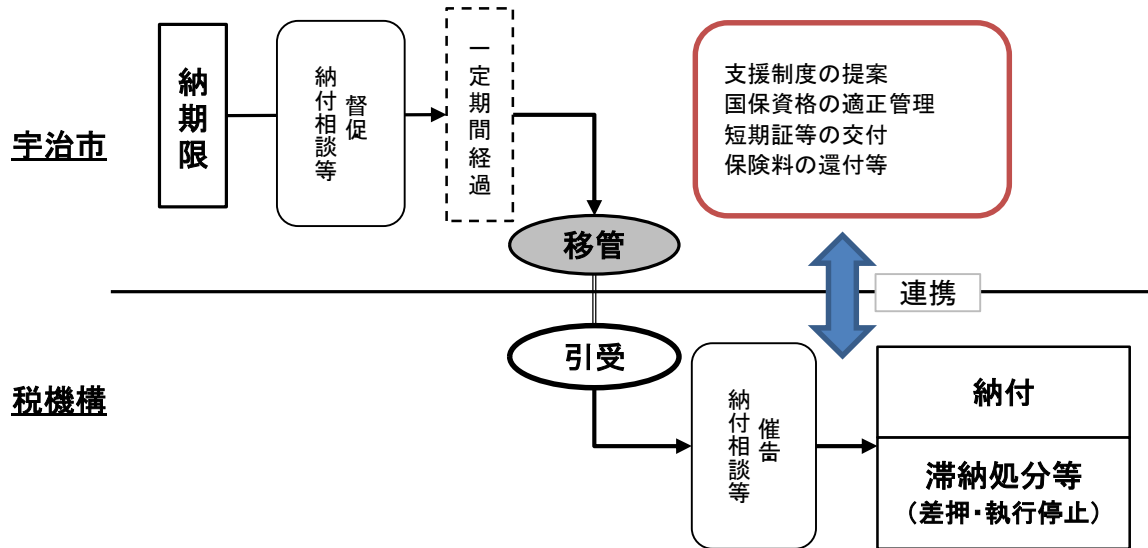 宇治市
納期限
督促
納付相談等
一定期間経過
支援制度の提案
国保資格の適正管理
短期証等の交付
保険料の還付等
移管
連携
税機構
引受
催告
納付相談等
納付
滞納処分等
（差押・執行停止）